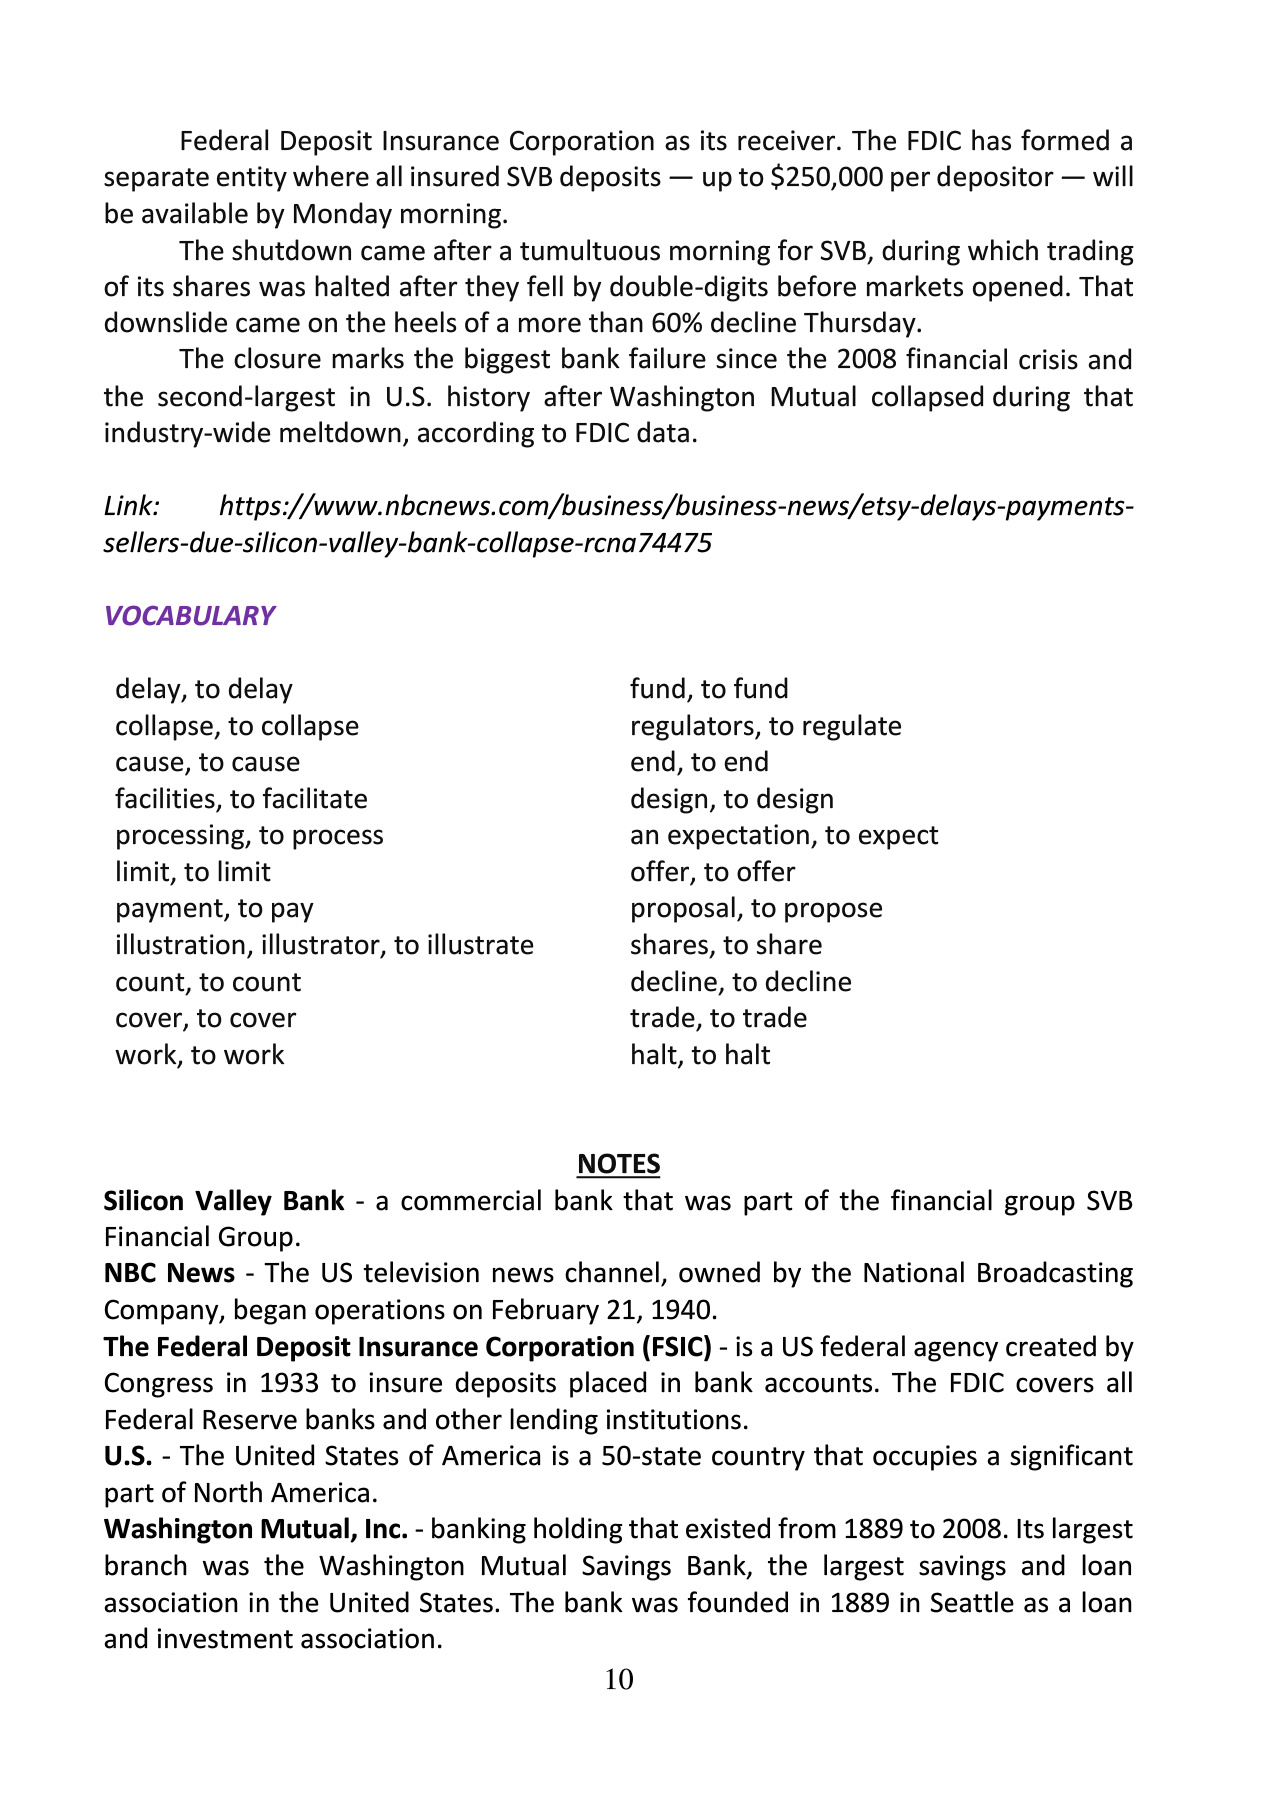 Federal Deposit Insurance Corporation as its receiver. The FDIC has formed a
separate entity where all insured SVB deposits — up to $250,000 per depositor — will
be available by Monday morning.
The shutdown came after a tumultuous morning for SVB, during which trading
of its shares was halted after they fell by double-digits before markets opened. That
downslide came on the heels of a more than 60% decline Thursday.
The closure marks the biggest bank failure since the 2008 financial crisis and
the second-largest in U.S. history after Washington Mutual collapsed during that
industry-wide meltdown, according to FDIC data.
Link: https://www.nbcnews.com/business/business-news/etsy-delays-payments-
sellers-due-silicon-valley-bank-collapse-rcna74475
VOCABULARY
delay, to delay
collapse, to collapse
cause, to cause
facilities, to facilitate
processing, to process
limit, to limit
payment, to pay
illustration, illustrator, to illustrate
count, to count
cover, to cover
work, to work
fund, to fund
regulators, to regulate
end, to end
design, to design
an expectation, to expect
offer, to offer
proposal, to propose
shares, to share
decline, to decline
trade, to trade
halt, to halt
NOTES
Silicon Valley Bank - a commercial bank that was part of the financial group SVB
Financial Group.
NBC News - The US television news channel, owned by the National Broadcasting
Company, began operations on February 21, 1940.
The Federal Deposit Insurance Corporation (FSIC) - is a US federal agency created by
Congress in 1933 to insure deposits placed in bank accounts. The FDIC covers all
Federal Reserve banks and other lending institutions.
U.S. - The United States of America is a 50-state country that occupies a significant
part of North America.
Washington Mutual, Inc. - banking holding that existed from 1889 to 2008. Its largest
branch was the Washington Mutual Savings Bank, the largest savings and loan
association in the United States. The bank was founded in 1889 in Seattle as a loan
and investment association.
10